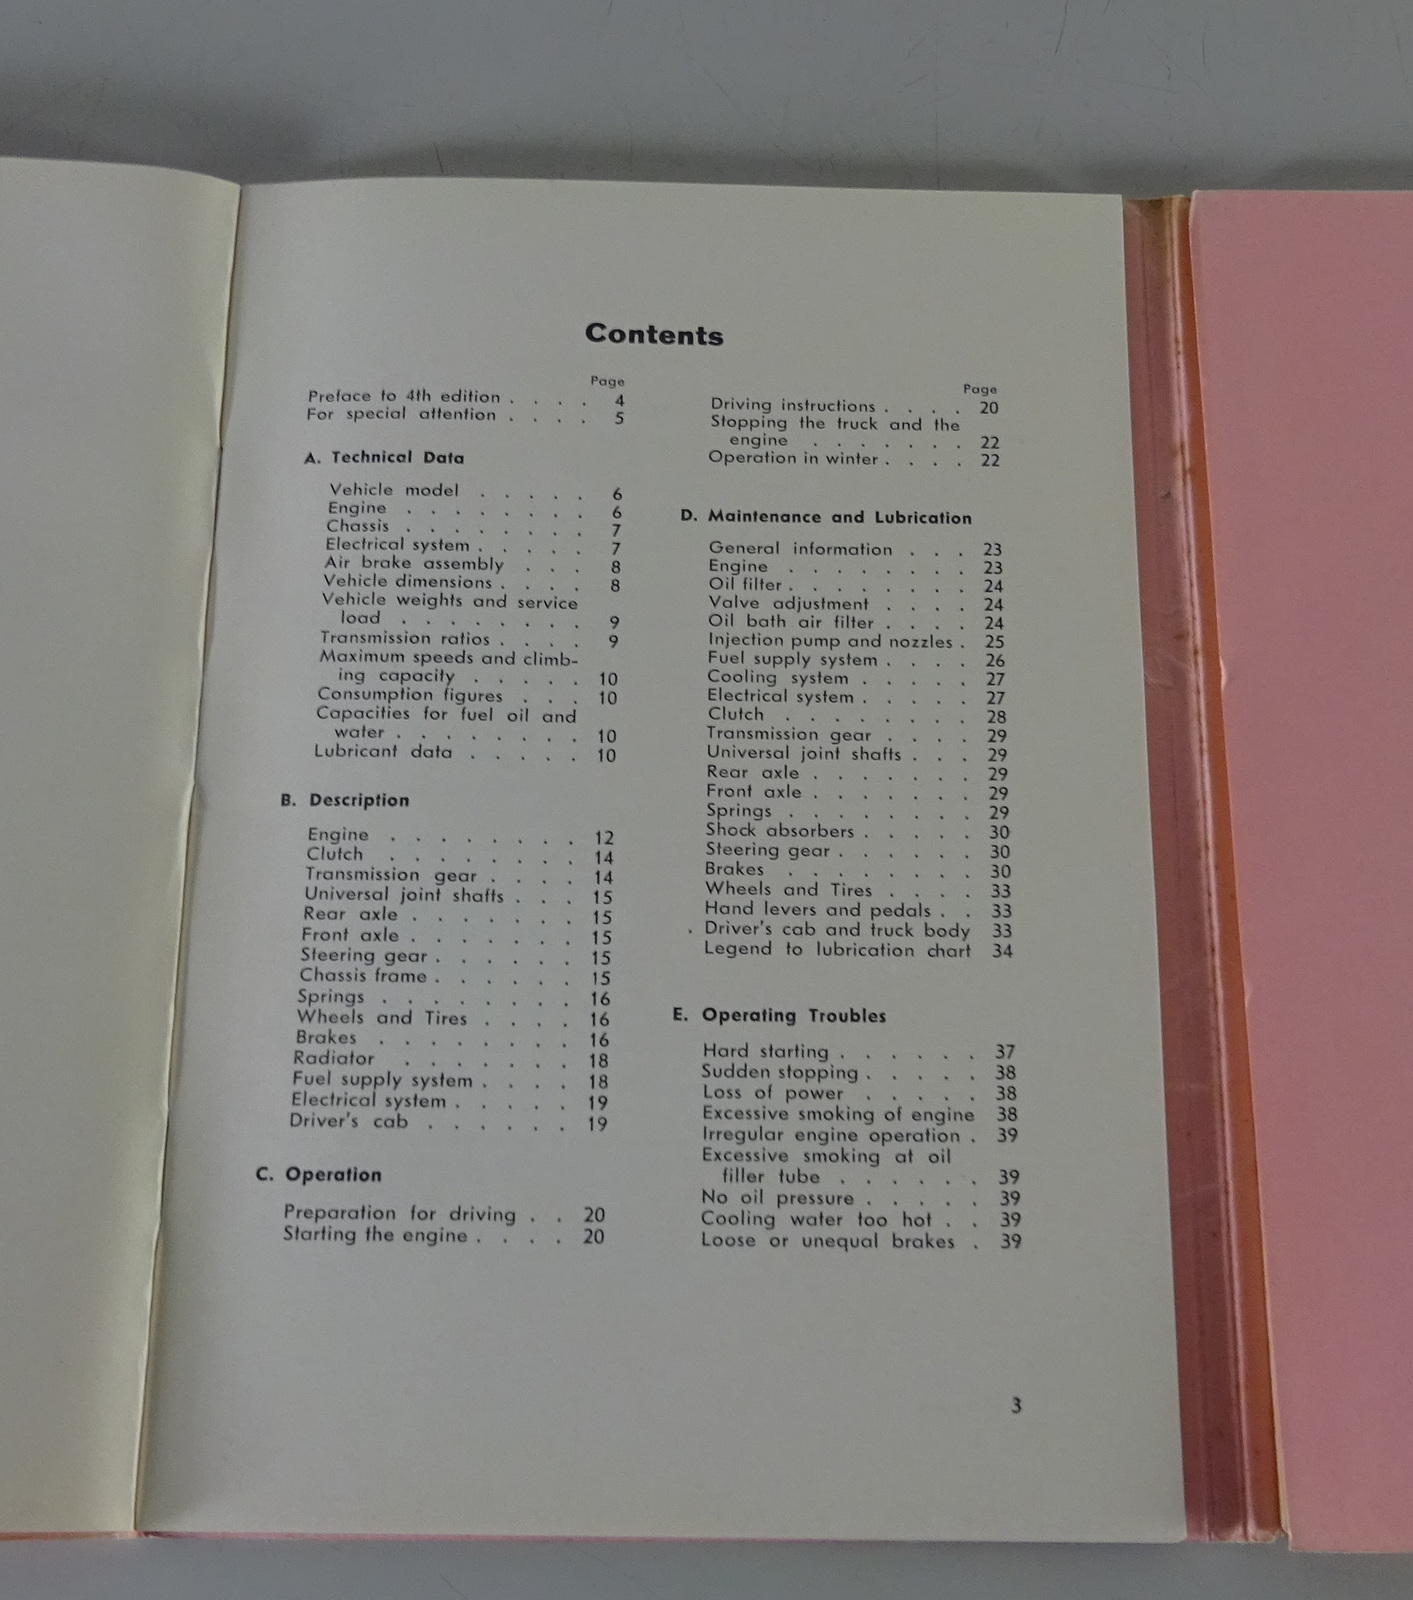 Contents
Page
Preface to 4th edition . . . . 4
For special attention . . . . 5
A. Technical Data
Vehicle model . . . . . 6
Engine . . . . . . . . 6
Chassis . . . . . . . 7
Electrical system . . . . . 7
Air brake assembly . . . 8
Vehicle dimensions . . . . 8
Vehicle weights and service
load . . . . . . . . 9
Transmission ratios . . . . 9
Maximum speeds and climb-
ing capacity . . . . . 10
Consumption figures . . . 10
Capacities for fuel oil and
water . . . . . . . . 10
Lubricant data . . . . . 10
B. Description
Engine . . . . . . . . 12
Clutch . . . . . . . . 14
Transmission gear . . . . 14
Universal joint shafts . . . 15
Rear axle . . . . . . . 15
Front axle . . . . . . . 15
Steering gear . . . . . . 15
Chassis frame . . . . . . 15
Springs . . . . . . . . 16
Wheels and Tires . . . . 16
Brakes . . . . . . . . 16
Radiator . . . . . . . 18
Fuel supply system . . . . 18
Electrical system . . . . . 19
Driver's cab . . . . . . 19
C. Operation
Preparation for driving . . 20
Starting the engine . . . . 20
Page
Driving instructions . . . . 20
Stopping the truck and the
engine . . . . . . . 22
Operation in winter . . . . 22
D. Maintenance and Lubrication
General information . . . 23
Engine . . . . . . . . 23
Oil filter . . . . . . . . 24
Valve adjustment . . . . 24
Oil bath air filter . . . . 24
Injection pump and nozzles . 25
Fuel supply system . . . . 26
Cooling system . . . . . 27
Electrical system . . . . . 27
Clutch . . . . . . . . 28
Transmission gear . . . . 29
Universal joint shafts . . . 29
Rear axle . . . . . . . 29
Front axle . . . . . . . 29
Springs . . . . . . . . 29
Shock absorbers . . . . . 30
Steering gear . . . . . . 30
Brakes . . . . . . . . 30
Wheels and Tires . . . . 33
Hand levers and pedals . . 33
. Driver's cab and truck body 33
Legend to lubrication chart 34
E. Operating Troubles
Hard starting . . . . . . 37
Sudden stopping . . . . . 38
Loss of power . . . . . 38
Excessive smoking of engine 38
Irregular engine operation . 39
Excessive smoking at oil
filler tube . . . . . . 39
No oil pressure . . . . . 39
Cooling water too hot . . 39
Loose or unequal brakes . 39
3